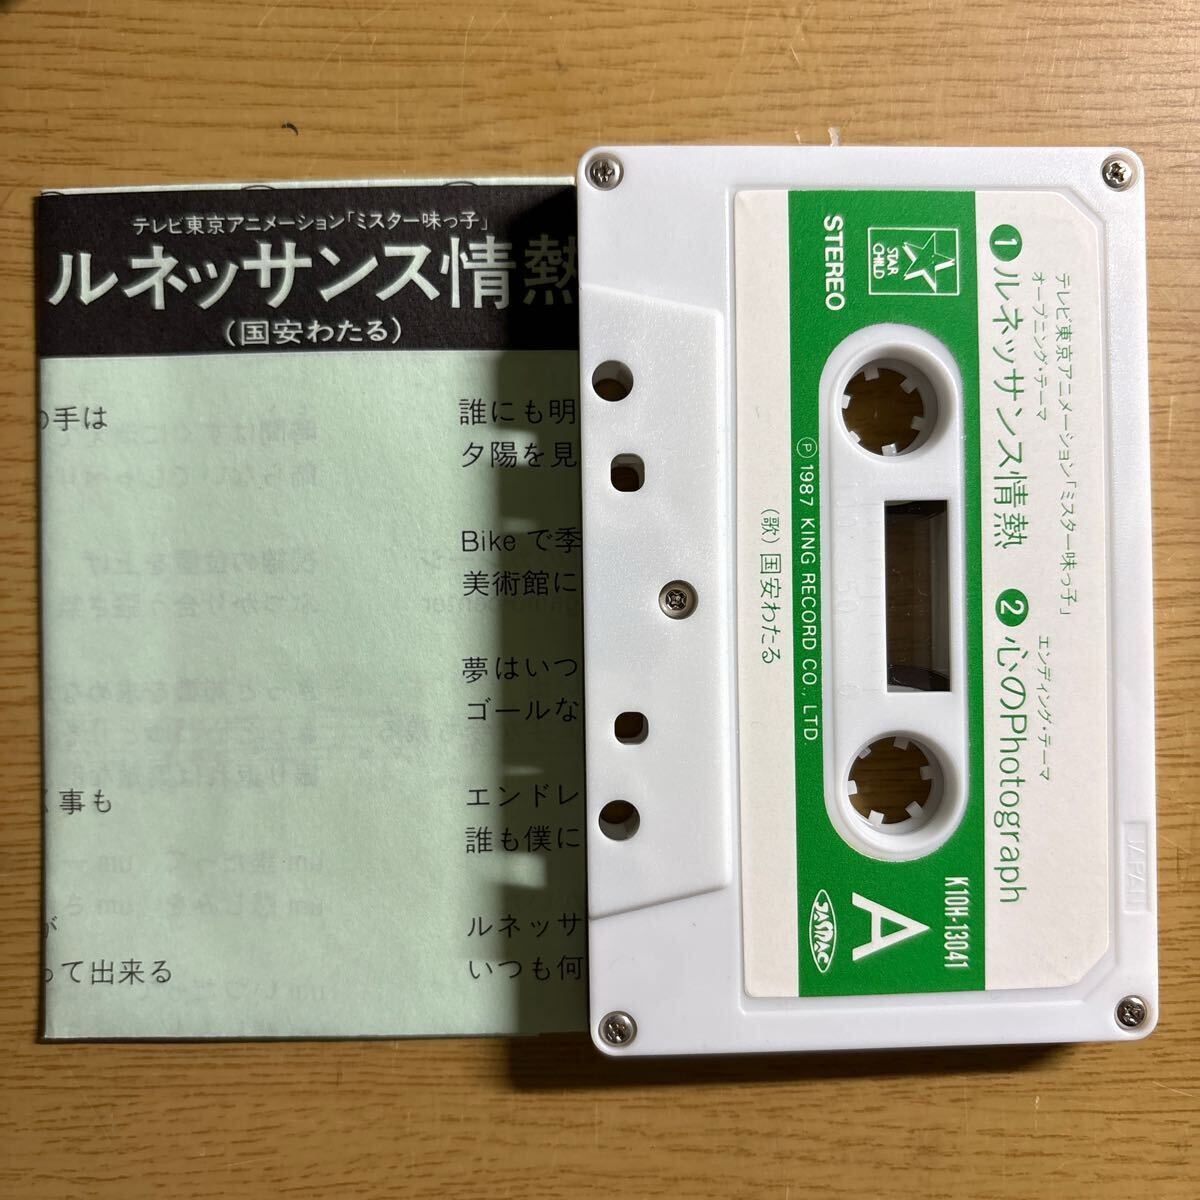 テレビ東京アニメーション「ミスター味っ子」
ルネッサンス情熱
(国安わたる)
の手は
く事も
が
って出来る
誰にも明
夕陽を見
Bike で季
美術館に
夢はいつ
ゴールな
エンドレ
誰も僕に
ルネッサ
いつも何
STEREO
STAR
CHILD
テレビ東京アニメーション「ミスター味っ子」
オープニング・テーマ
❶ルネッサンス情熱
エンディング・テーマ
❷心のPhotograph
(歌) 国安わたる
Ⓟ 1987 KING RECORD CO., LTD.
A
JASRAC
K10H-13041
JAPAN